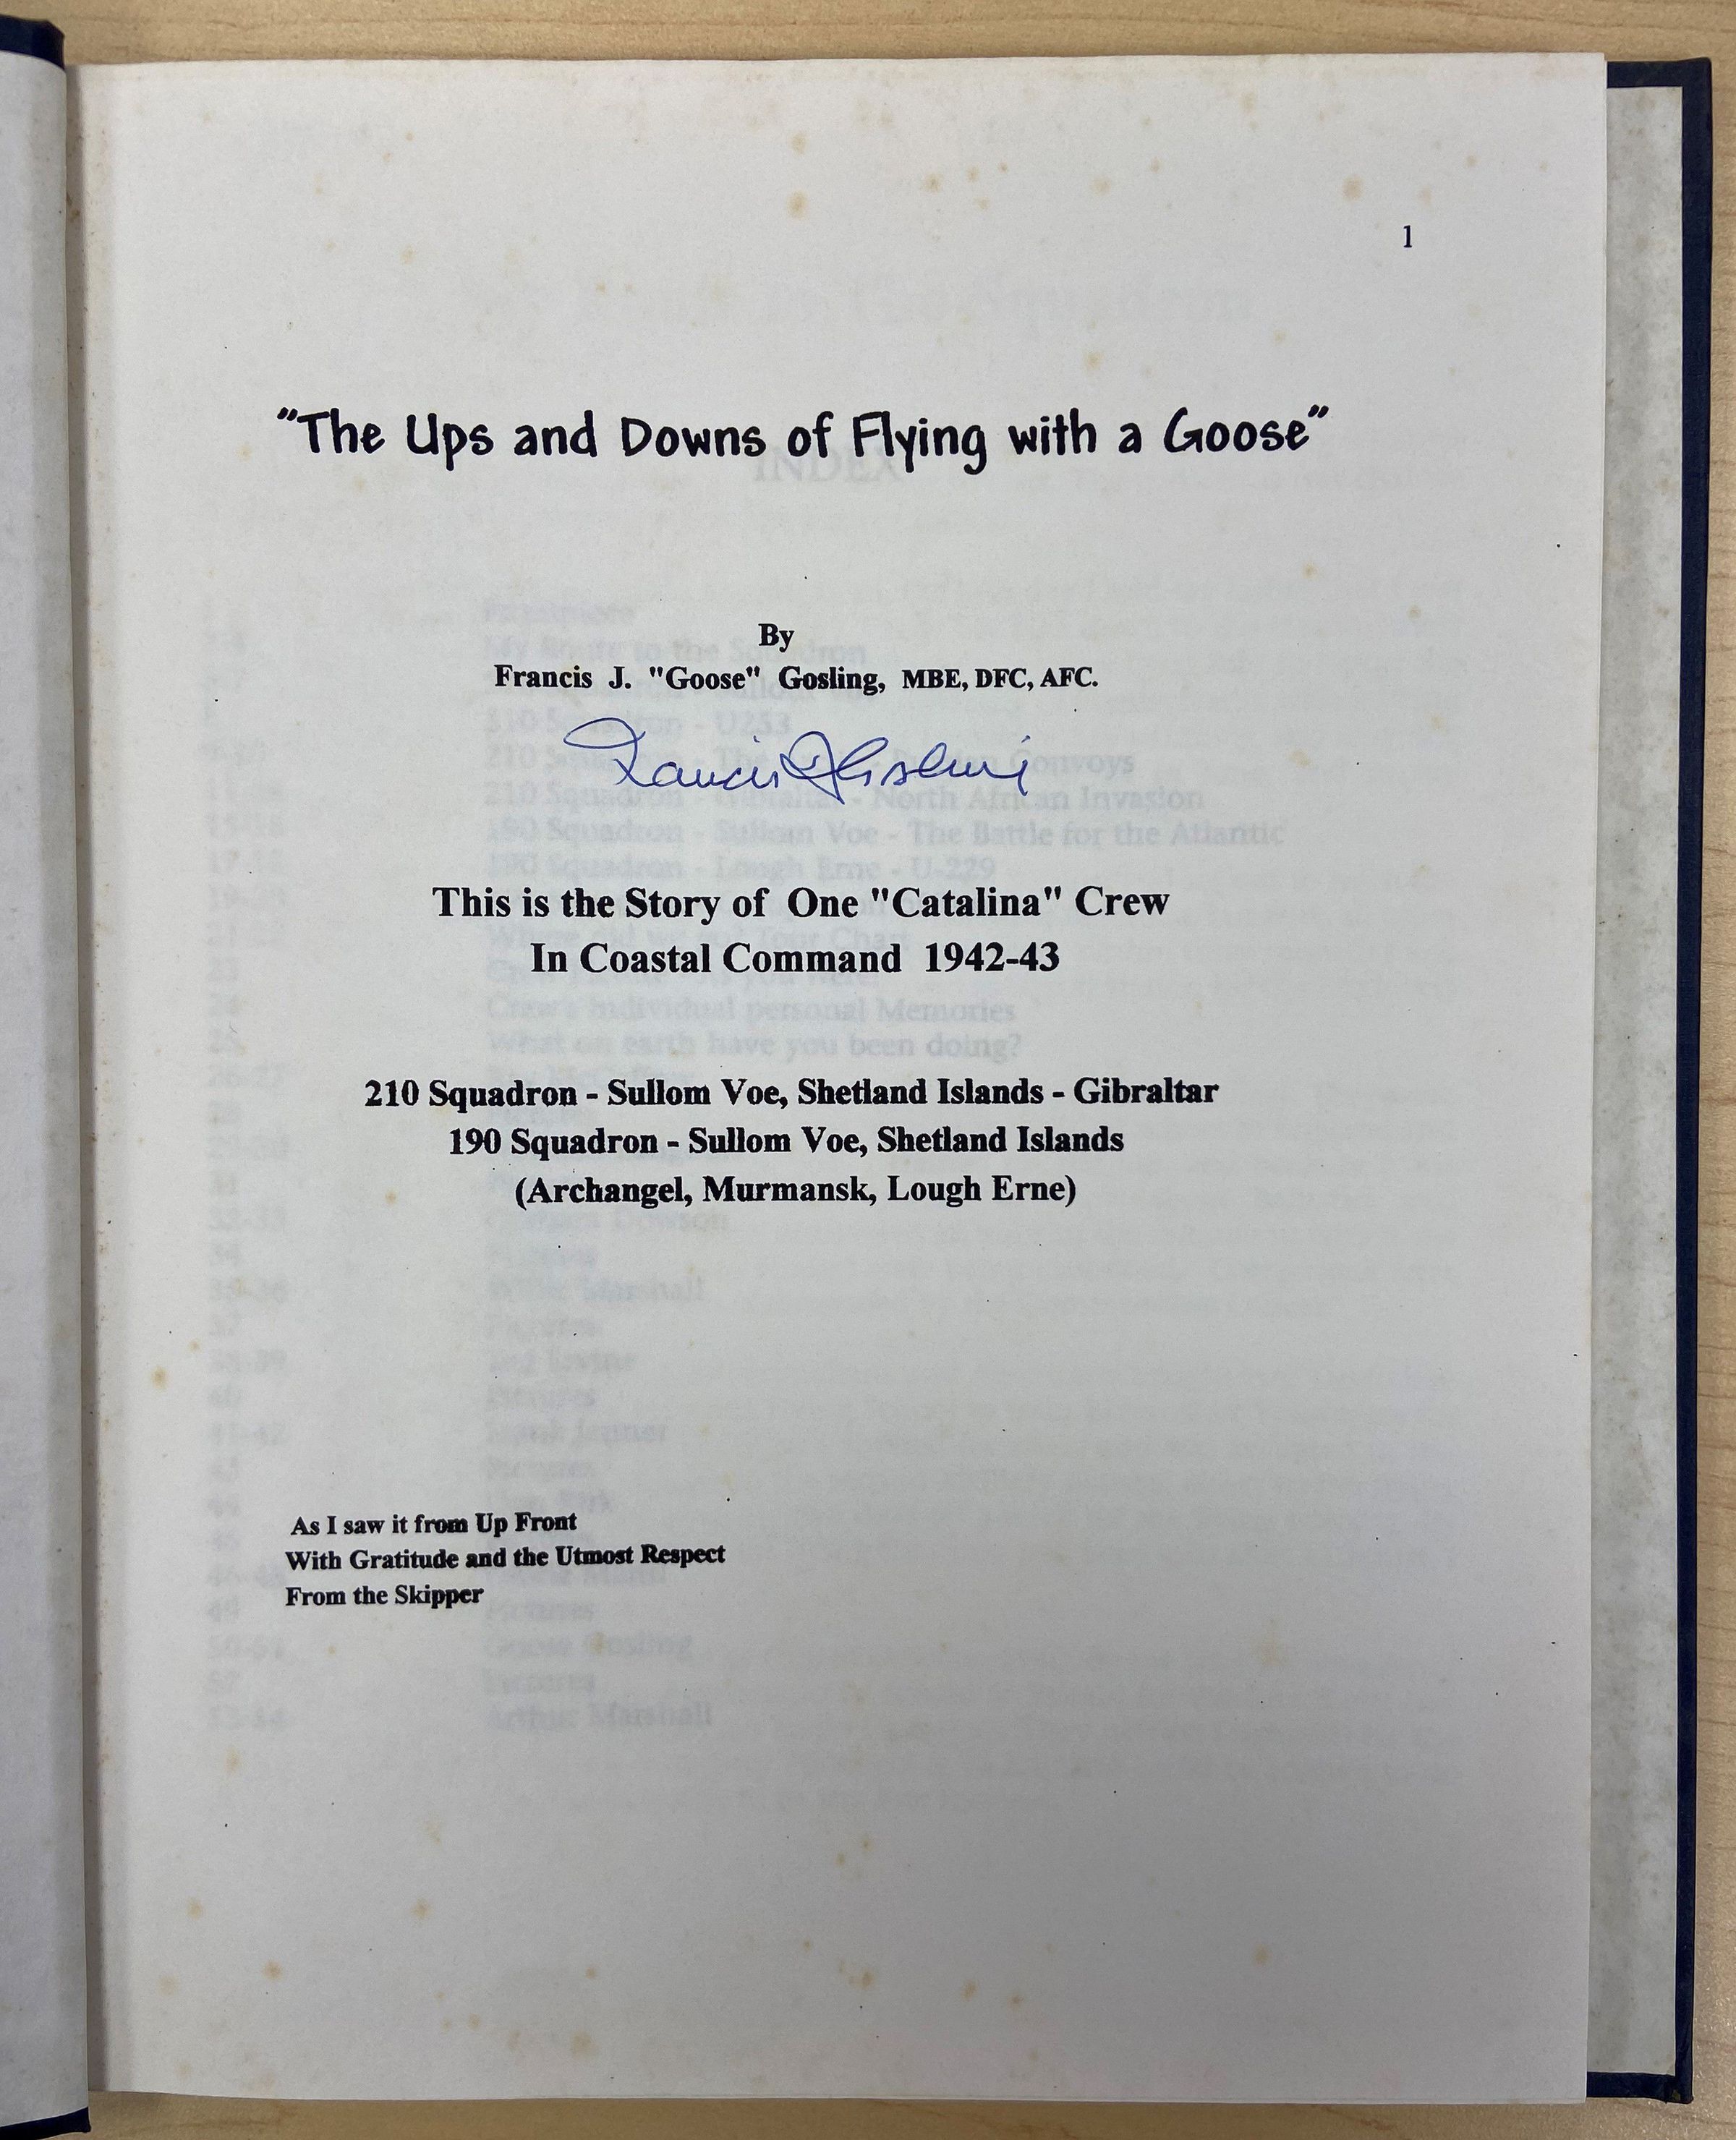 1
"The Ups and Downs of Flying with a Goose"
By
Francis J. "Goose" Gosling, MBE, DFC, AFC.
Francis J Gosling
This is the Story of One "Catalina" Crew
In Coastal Command 1942-43
210 Squadron - Sullom Voe, Shetland Islands - Gibraltar
190 Squadron - Sullom Voe, Shetland Islands
(Archangel, Murmansk, Lough Erne)
As I saw it from Up Front
With Gratitude and the Utmost Respect
From the Skipper